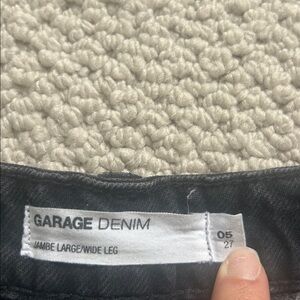 GARAGE DENIM
JAMBE LARGE/WIDE LEG
05
27